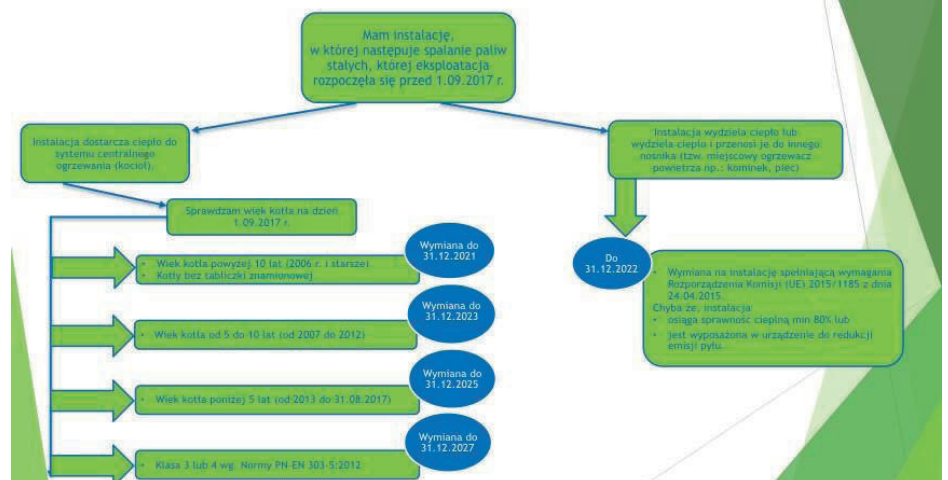 Mam instalację,
w której następuje spalanie paliw
stałych, której eksploatacja
rozpoczęła się przed 1.09.2017 r.
Instalacja dostarcza ciepło do
systemu centralnego
ogrzewania (kocioł).
Instalacja wydziela ciepło lub
wydziela ciepło i przenosi je do innego
nośnika (tzw. miejscowy ogrzewacz
powietrza np.: kominek, piec)
Sprawdzam wiek kotła na dzień
1.09.2017 r.
Wymiana do
31.12.2021
• Wiek kotła powyżej 10 lat (2006 r. i starsze)
• Kotły bez tabliczki znamionowej
Wymiana do
31.12.2023
• Wiek kotła od 5 do 10 lat (od 2007 do 2012)
Wymiana do
31.12.2025
• Wiek kotła poniżej 5 lat (od 2013 do 31.08.2017)
Wymiana do
31.12.2027
• Klasa 3 lub 4 wg. Normy PN-EN 303-5:2012
Do
31.12.2022
• Wymiana na instalację spełniającą wymagania
Rozporządzenia Komisji (UE) 2015/1185 z dnia
24.04.2015.
Chyba że, instalacja:
• osiąga sprawność cieplną min 80% lub
• jest wyposażona w urządzenie do redukcji
emisji pyłu.